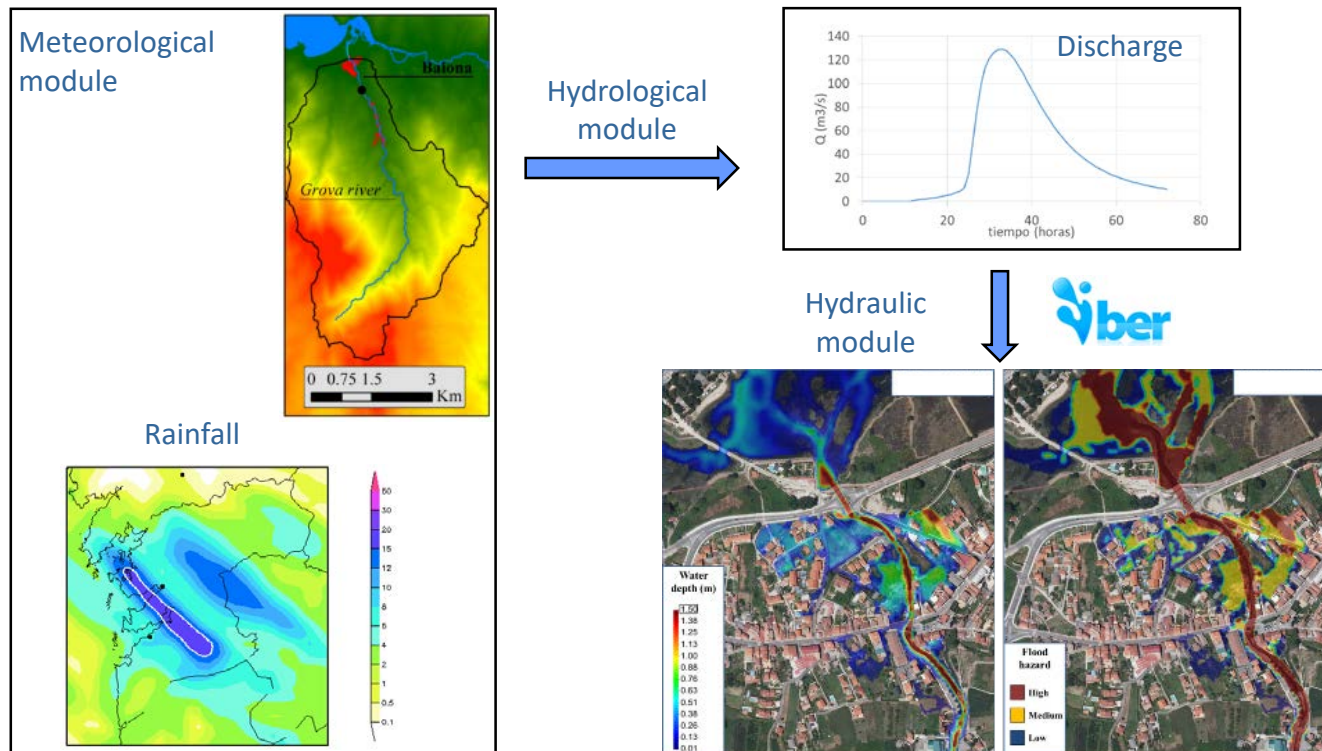 Meteorological
module
Baiona
Grova river
0 0.75 1.5 3
Km
Rainfall
50
30
20
15
12
10
6
5
4
2
1
0.5
0.1
Hydrological
module
Discharge
Q (m3/s)
140
120
100
80
60
40
20
0
0 20 40 60 80
tiempo (horas)
Hydraulic
module
iber
Water
depth (m)
1.50
1.38
1.25
1.13
1.00
0.88
0.76
0.63
0.51
0.38
0.26
0.13
0.01
Flood
hazard
High
Medium
Low